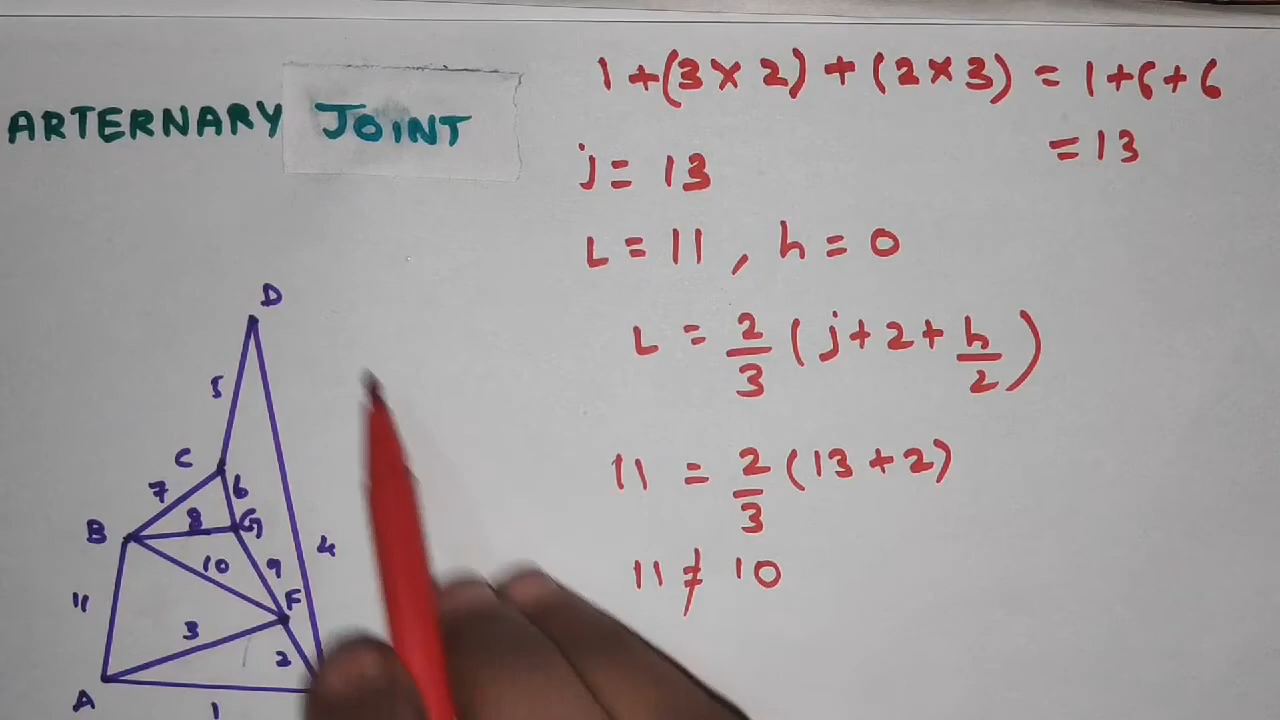 ARTERNARY JOINT
1+(3×2)+(2×3) = 1+6+6
= 13
j = 13
L = 11, h = 0
L = 2/3 (j+2+h/2)
11 = 2/3 (13+2)
11 ≠ 10
D
5
C
7
6
B
8
G
4
10
9
11
F
3
2
A
1